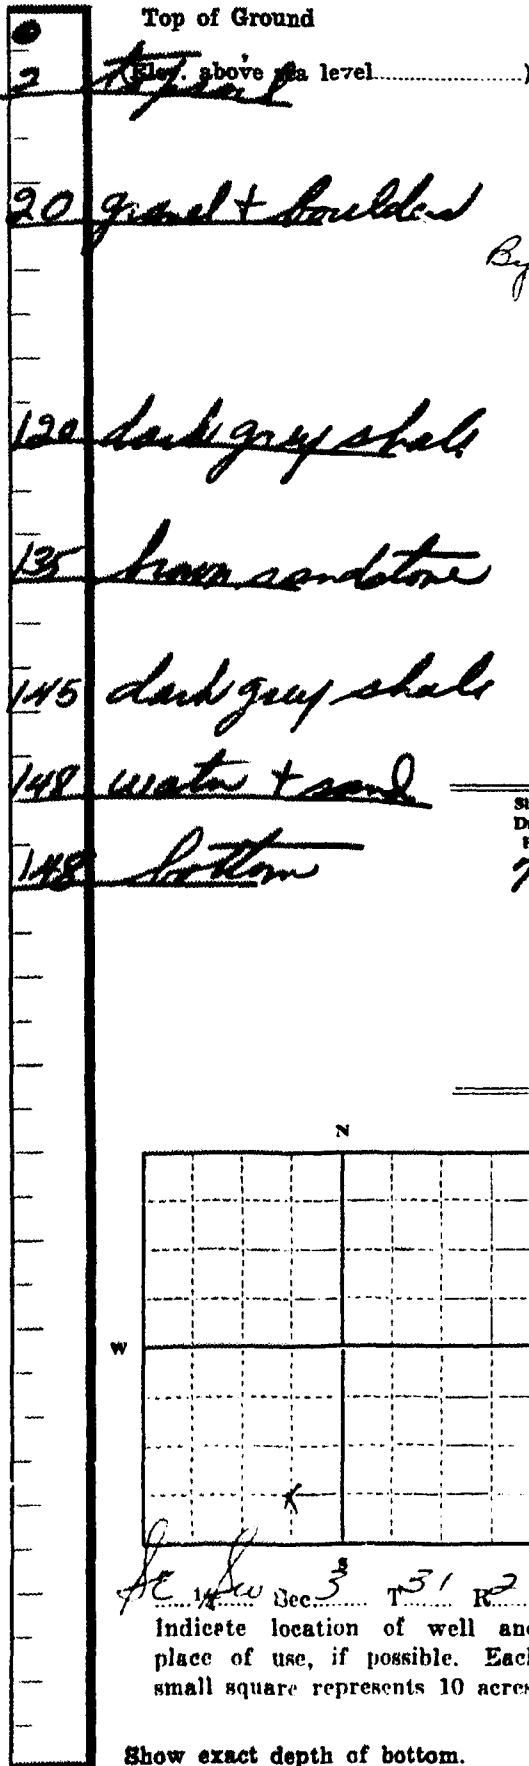 Top of Ground
0
(Elev. above sea level....................)
2 topsoil
20 gravel + boulders
By
120 dark grey shale
135 brown sandstone
145 dark grey shale
148 water + sand
148 bottom
N
W
S
SE 1/4 SW Sec 3 T 31 R 2
Indicate location of well and
place of use, if possible. Each
small square represents 10 acres
Show exact depth of bottom.